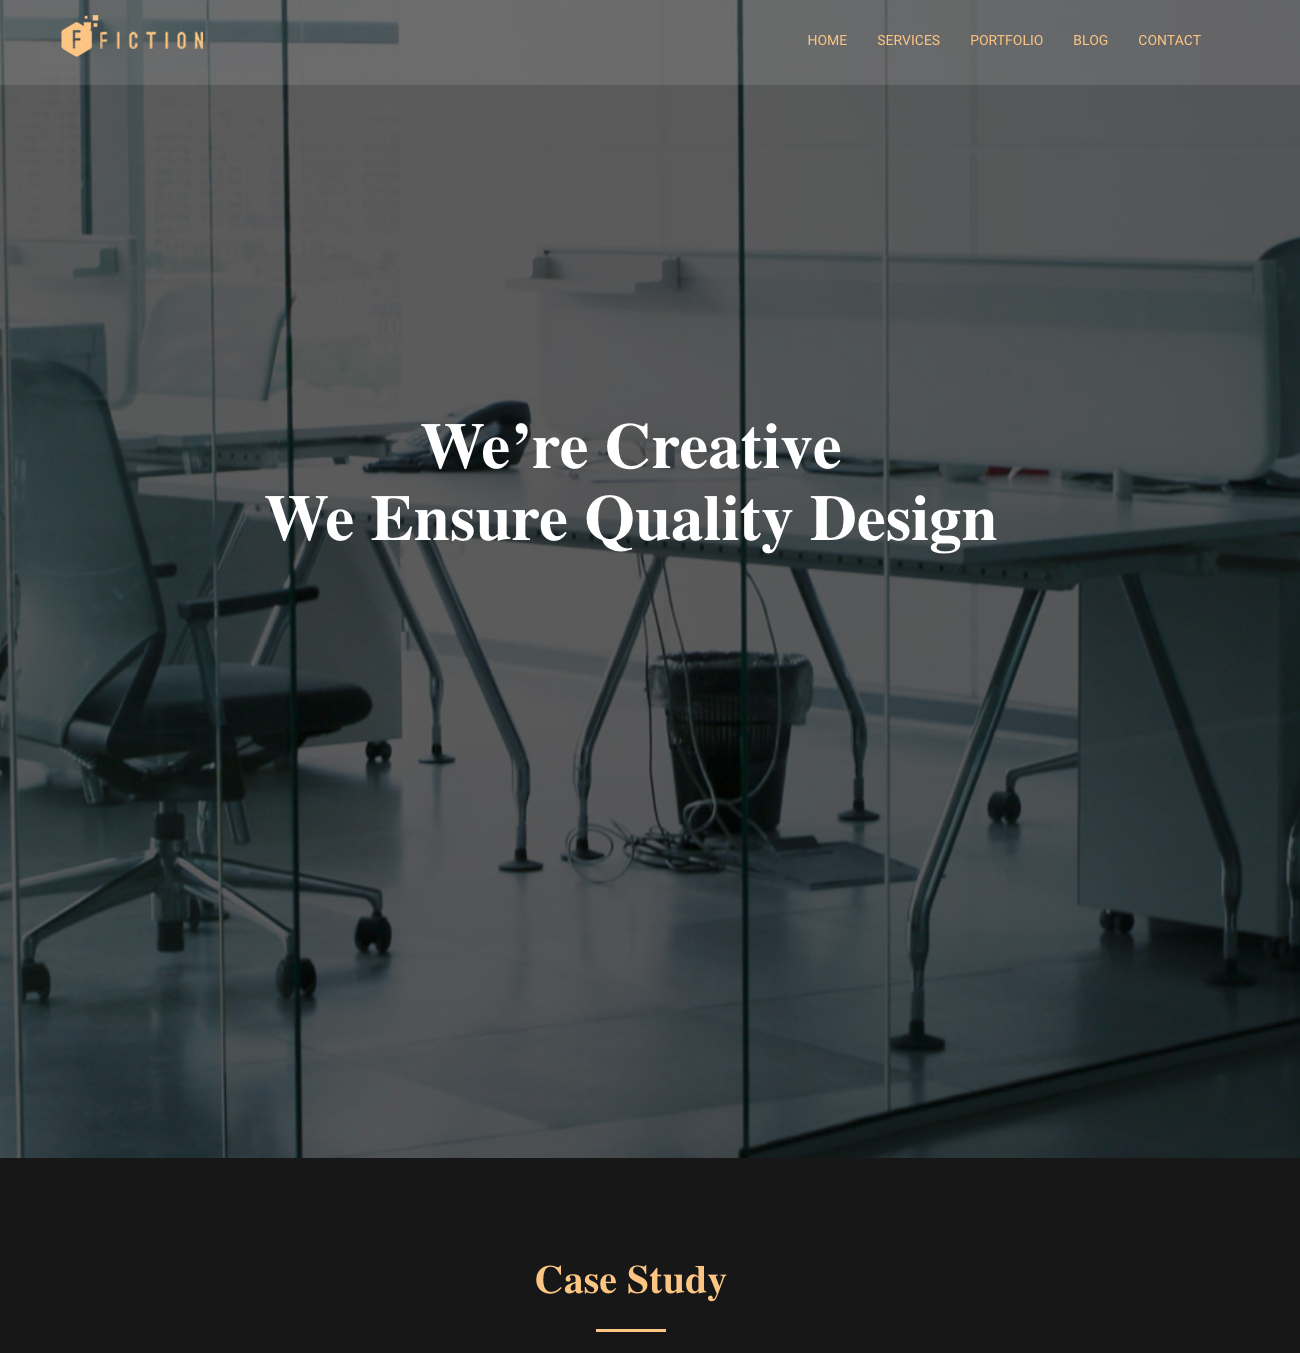 F FICTION
HOME SERVICES PORTFOLIO BLOG CONTACT
We’re Creative
We Ensure Quality Design
Case Study